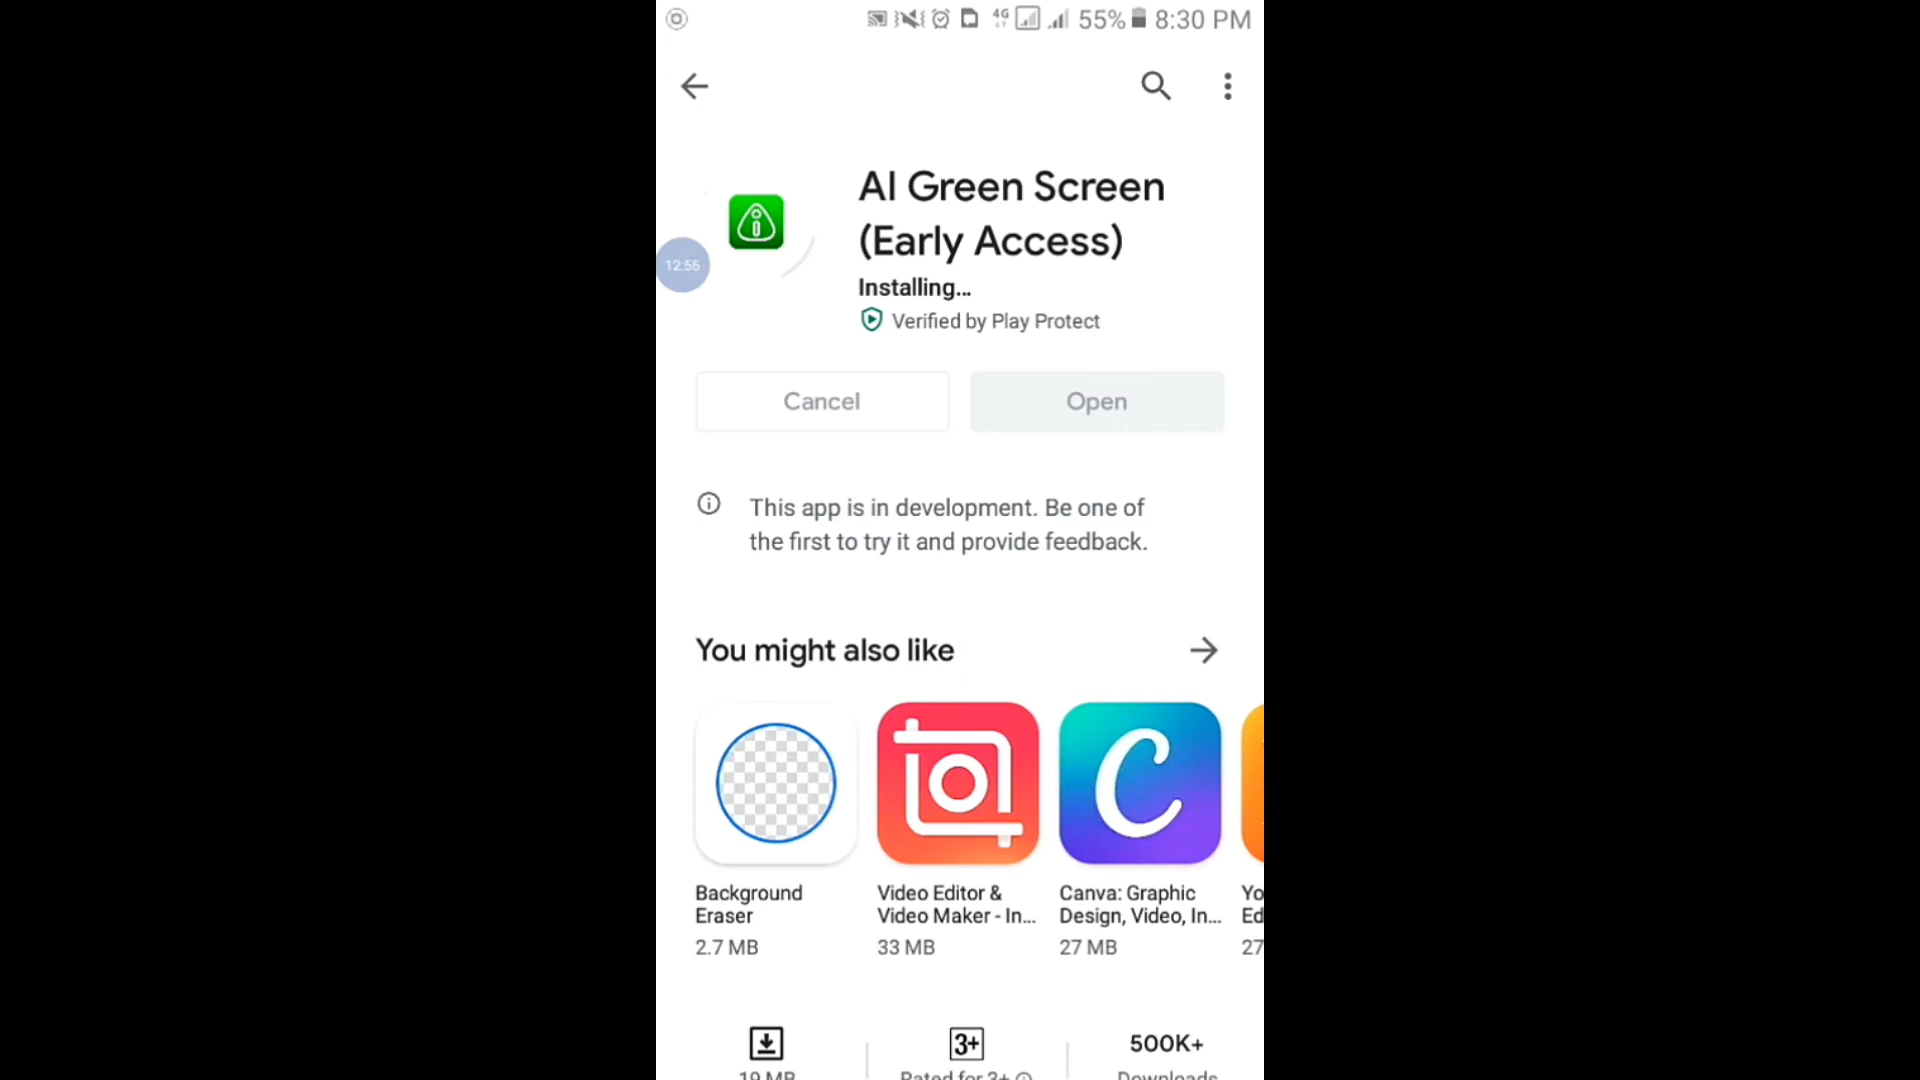 4G 55% 8:30 PM
AI Green Screen
(Early Access)
12:55
Installing...
Verified by Play Protect
Cancel
Open
This app is in development. Be one of
the first to try it and provide feedback.
You might also like
Background
Eraser
2.7 MB
Video Editor &
Video Maker - In...
33 MB
Canva: Graphic
Design, Video, In...
27 MB
Yo
Ed
27
3+
500K+
19 MB
Rated for 3+
Downloads